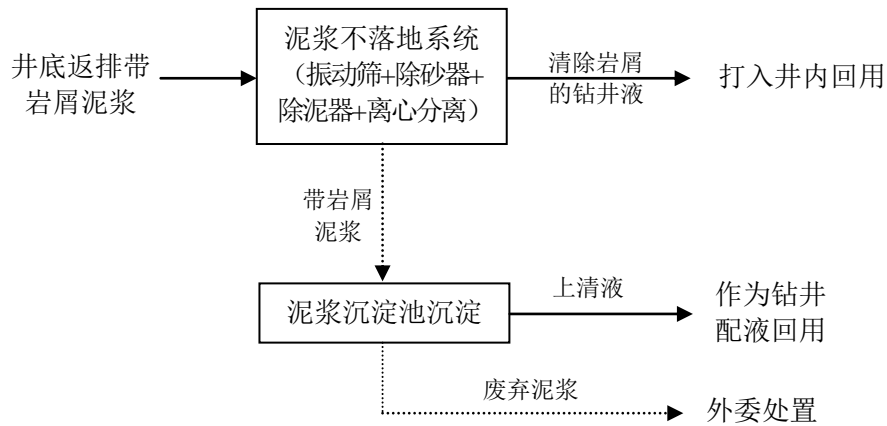 井底返排带
岩屑泥浆
泥浆不落地系统
（振动筛+除砂器+
除泥器+离心分离）
清除岩屑
的钻井液
打入井内回用
带岩屑
泥浆
泥浆沉淀池沉淀
上清液
作为钻井
配液回用
废弃泥浆
外委处置